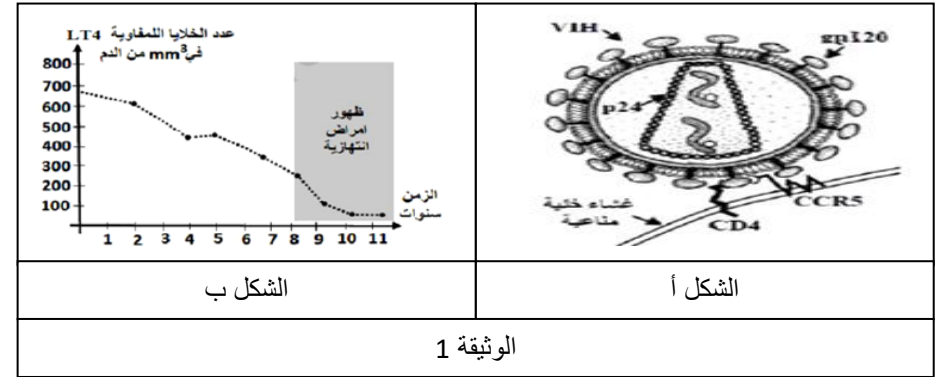 عدد الخلايا اللمفاوية LT4
في mm³ من الدم
800
700
600
500
400
300
200
100
ظهور
امراض
انتهازية
الزمن
سنوات
1 2 3 4 5 6 7 8 9 10 11
VIH
gp120
p24
غشاء خلية
مناعية
CD4
CCR5
الشكل أ
الشكل ب
الوثيقة 1